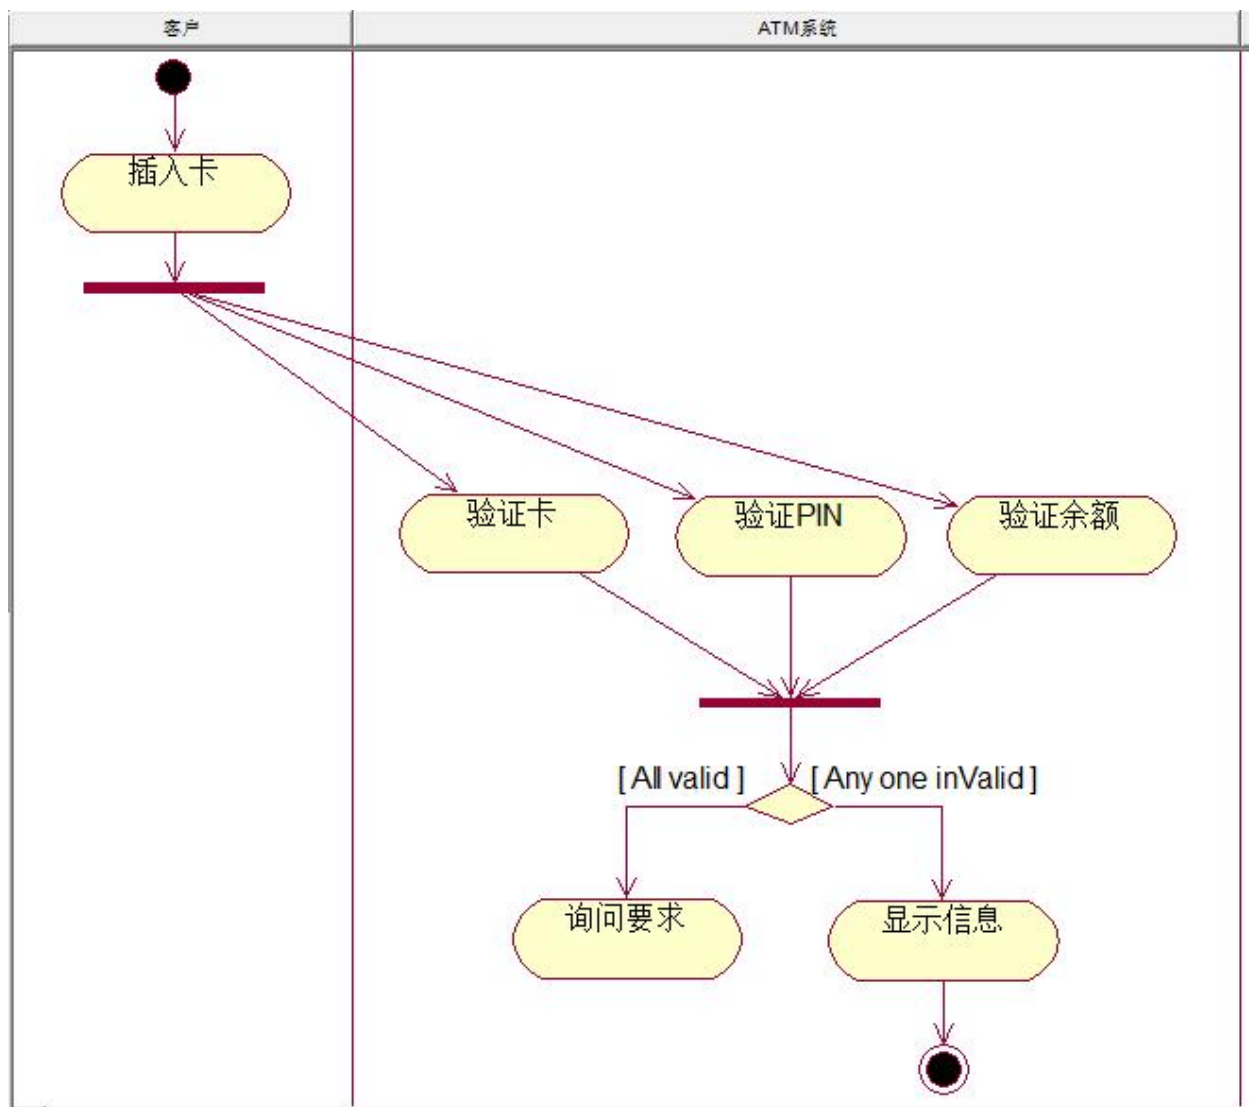 客户
ATM系统
插入卡
验证卡
验证PIN
验证余额
[ All valid ]
[ Any one inValid ]
询问要求
显示信息